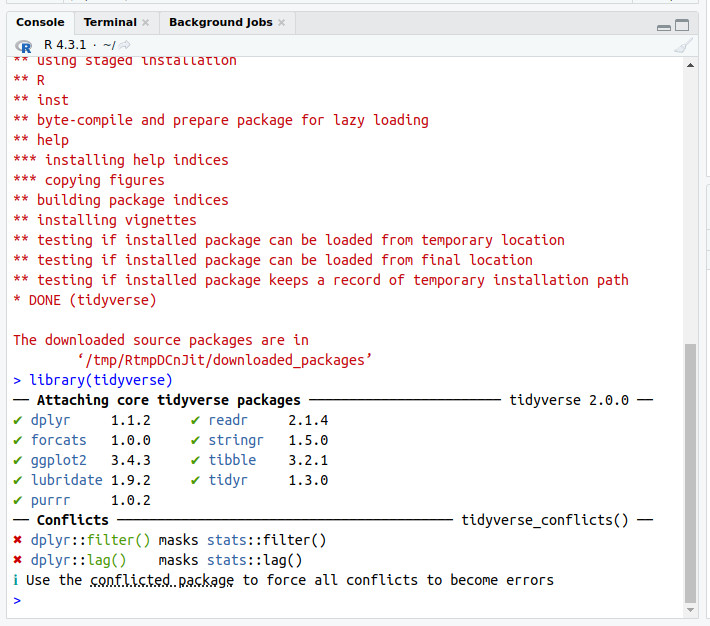 Console Terminal × Background Jobs ×
R R 4.3.1 · ~/
** using staged installation
** R
** inst
** byte-compile and prepare package for lazy loading
** help
*** installing help indices
*** copying figures
** building package indices
** installing vignettes
** testing if installed package can be loaded from temporary location
** testing if installed package can be loaded from final location
** testing if installed package keeps a record of temporary installation path
* DONE (tidyverse)
The downloaded source packages are in
‘/tmp/RtmpDCnJit/downloaded_packages’
> library(tidyverse)
── Attaching core tidyverse packages ──────────────────────── tidyverse 2.0.0 ──
✔ dplyr     1.1.2     ✔ readr     2.1.4
✔ forcats   1.0.0     ✔ stringr   1.5.0
✔ ggplot2   3.4.3     ✔ tibble    3.2.1
✔ lubridate 1.9.2     ✔ tidyr     1.3.0
✔ purrr     1.0.2
── Conflicts ────────────────────────────────────────── tidyverse_conflicts() ──
✖ dplyr::filter() masks stats::filter()
✖ dplyr::lag()    masks stats::lag()
ℹ Use the conflicted package to force all conflicts to become errors
>